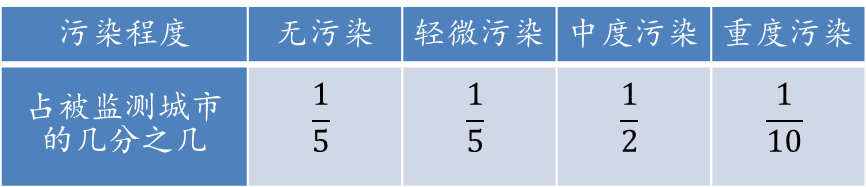 污染程度 无污染 轻微污染 中度污染 重度污染
占被监测城市的几分之几 1/5 1/5 1/2 1/10